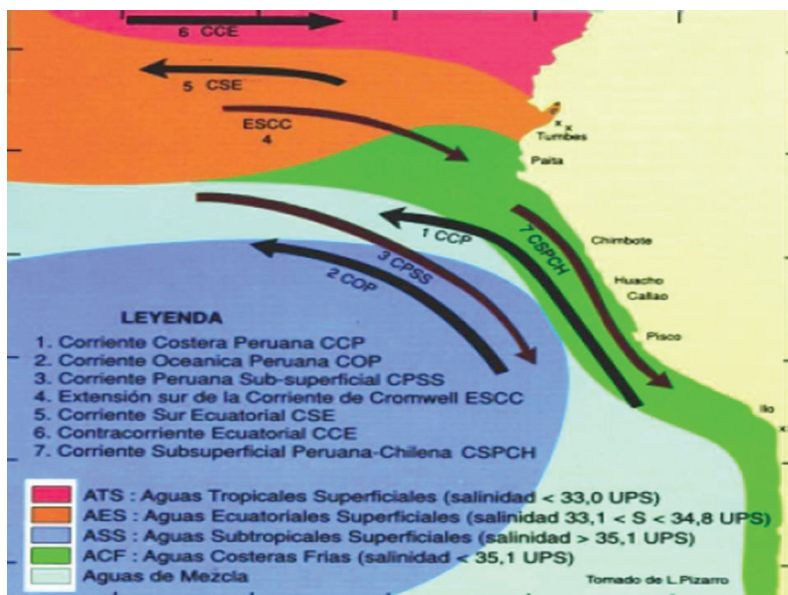 6 CCE
5 CSE
ESCC
4
Tumbes
Paita
1 CCP
7 CSPCH
Chimbote
3 CPSS
2 COP
Huacho
Callao
Pisco
Ilo
LEYENDA
1. Corriente Costera Peruana CCP
2. Corriente Oceanica Peruana COP
3. Corriente Peruana Sub-superficial CPSS
4. Extensión sur de la Corriente de Cromwell ESCC
5. Corriente Sur Ecuatorial CSE
6. Contracorriente Ecuatorial CCE
7. Corriente Subsuperficial Peruana-Chilena CSPCH
ATS : Aguas Tropicales Superficiales (salinidad < 33,0 UPS)
AES : Aguas Ecuatoriales Superficiales (salinidad 33,1 < S < 34,8 UPS)
ASS : Aguas Subtropicales Superficiales (salinidad > 35,1 UPS)
ACF : Aguas Costeras Frías (salinidad < 35,1 UPS)
Aguas de Mezcla
Tomado de L.Pizarro